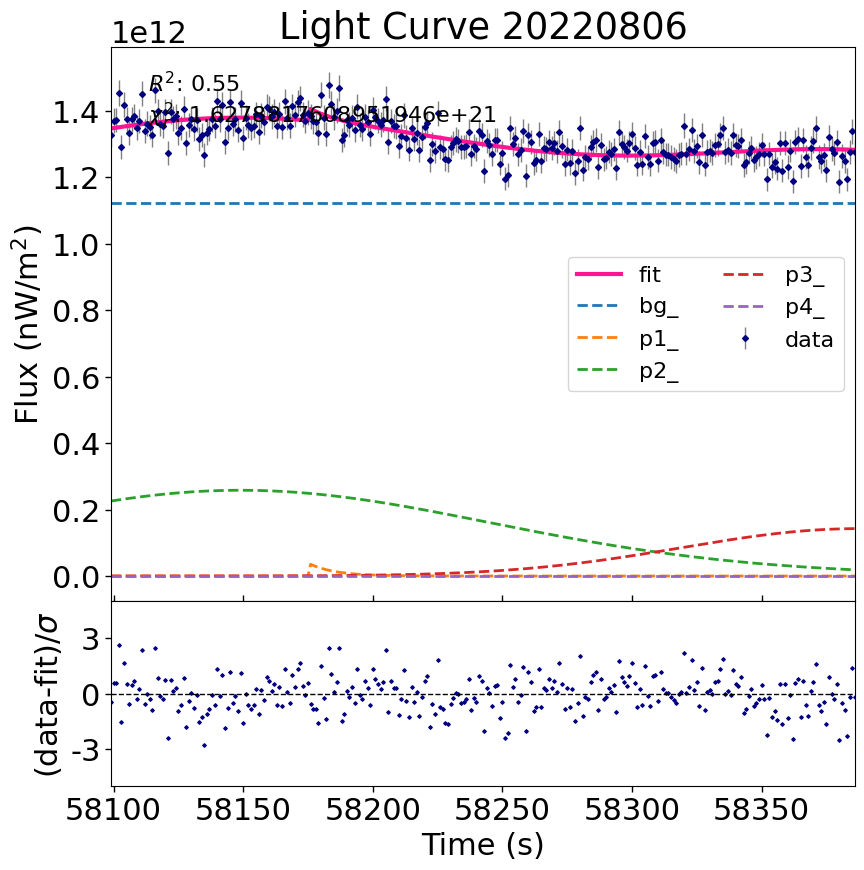 Light Curve 20220806
1e12
R²: 0.55
1.4
1.2
1.0
0.8
0.6
0.4
0.2
0.0
Flux (nW/m²)
fit
bg_
p1_
p2_
p3_
p4_
data
3
0
-3
(data-fit)/σ
58100 58150 58200 58250 58300 58350
Time (s)